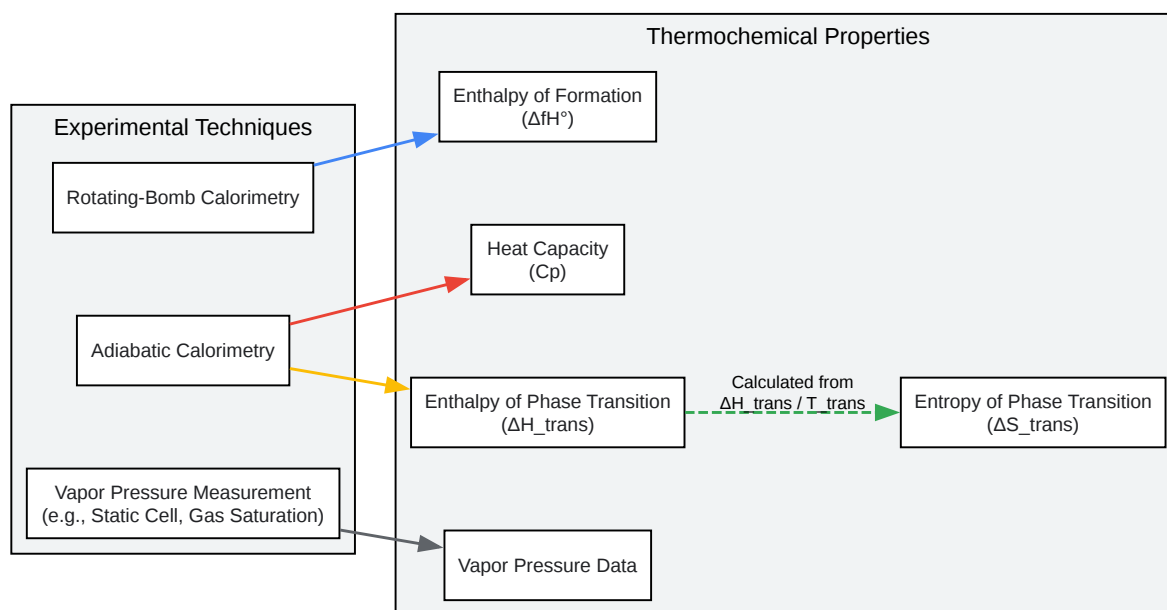 Thermochemical Properties
Experimental Techniques
Enthalpy of Formation
(ΔfH°)
Rotating-Bomb Calorimetry
Heat Capacity
(Cp)
Adiabatic Calorimetry
Calculated from
ΔH_trans / T_trans
Enthalpy of Phase Transition
(ΔH_trans)
Entropy of Phase Transition
(ΔS_trans)
Vapor Pressure Measurement
(e.g., Static Cell, Gas Saturation)
Vapor Pressure Data